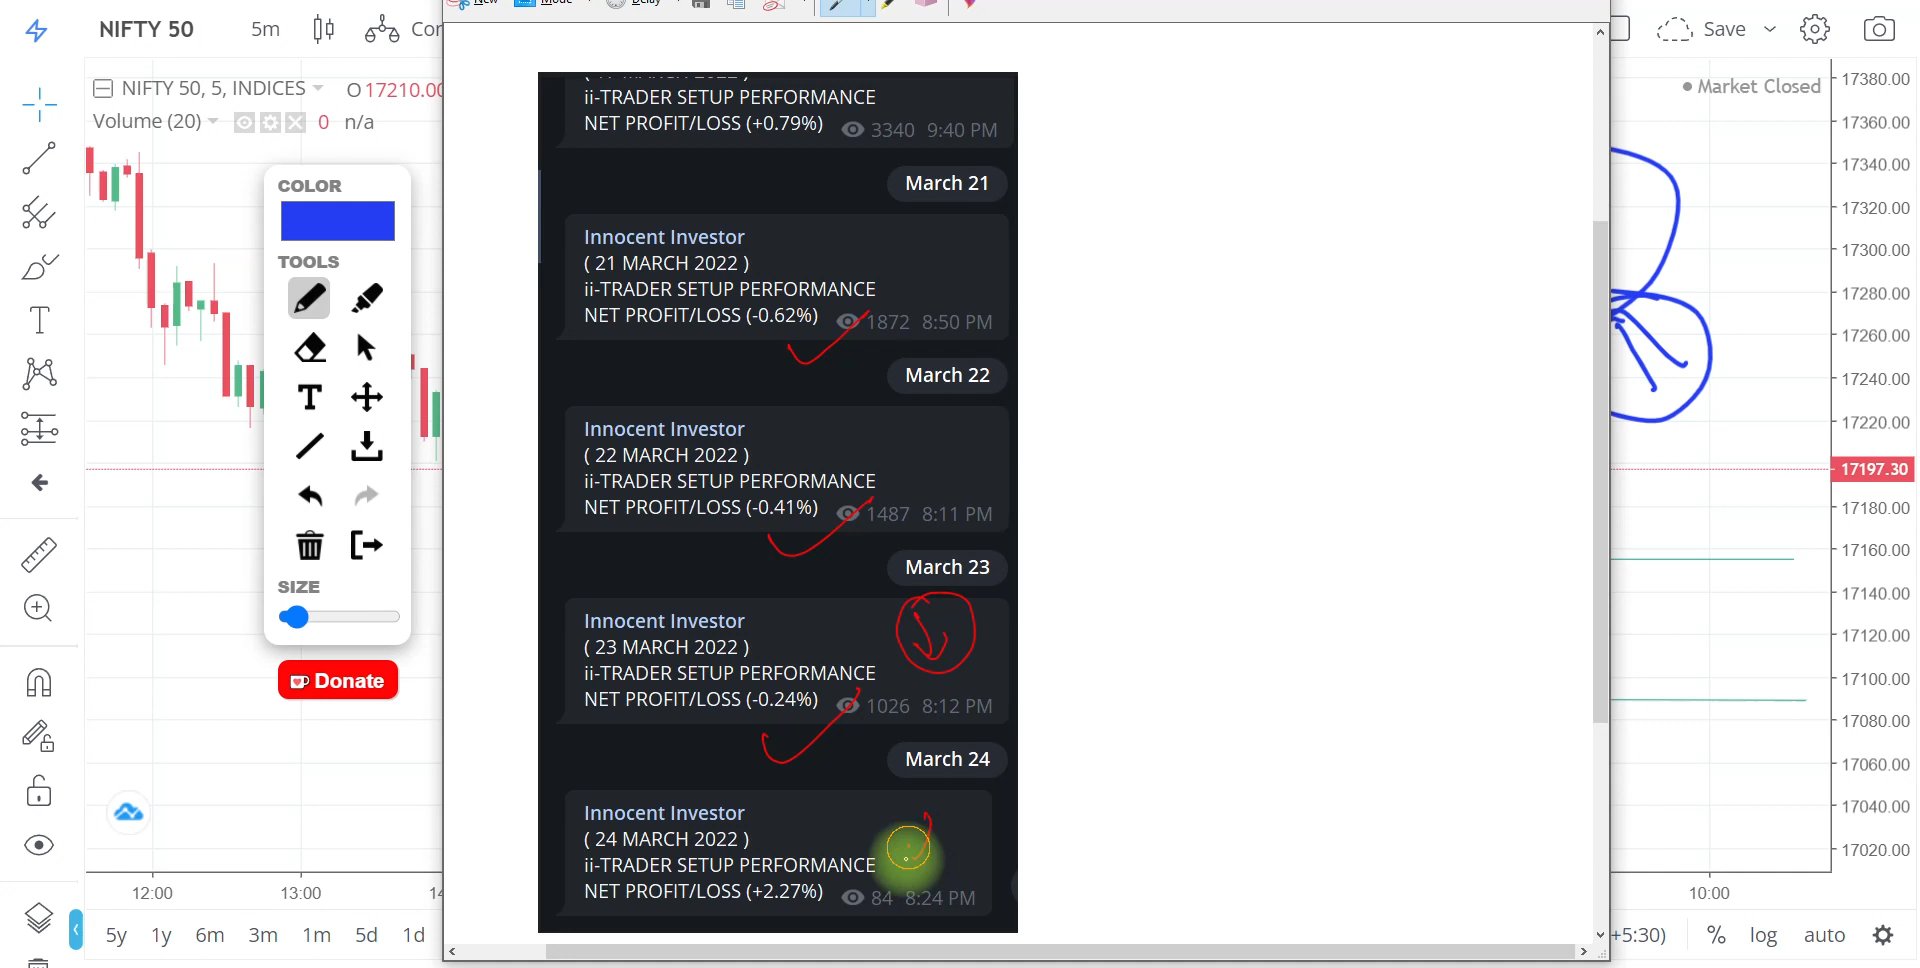 NIFTY 50
5m
New
Mode
Delay
Save
NIFTY 50, 5, INDICES
O17210.00
Volume (20)
0 n/a
Market Closed
COLOR
TOOLS
SIZE
Donate
ii-TRADER SETUP PERFORMANCE
NET PROFIT/LOSS (+0.79%)
3340 9:40 PM
March 21
Innocent Investor
( 21 MARCH 2022 )
ii-TRADER SETUP PERFORMANCE
NET PROFIT/LOSS (-0.62%)
1872 8:50 PM
March 22
Innocent Investor
( 22 MARCH 2022 )
ii-TRADER SETUP PERFORMANCE
NET PROFIT/LOSS (-0.41%)
1487 8:11 PM
March 23
Innocent Investor
( 23 MARCH 2022 )
ii-TRADER SETUP PERFORMANCE
NET PROFIT/LOSS (-0.24%)
1026 8:12 PM
March 24
Innocent Investor
( 24 MARCH 2022 )
ii-TRADER SETUP PERFORMANCE
NET PROFIT/LOSS (+2.27%)
84 8:24 PM
17380.00
17360.00
17340.00
17320.00
17300.00
17280.00
17260.00
17240.00
17220.00
17197.30
17180.00
17160.00
17140.00
17120.00
17100.00
17080.00
17060.00
17040.00
17020.00
12:00
13:00
14
10:00
5y 1y 6m 3m 1m 5d 1d
+5:30)
% log auto